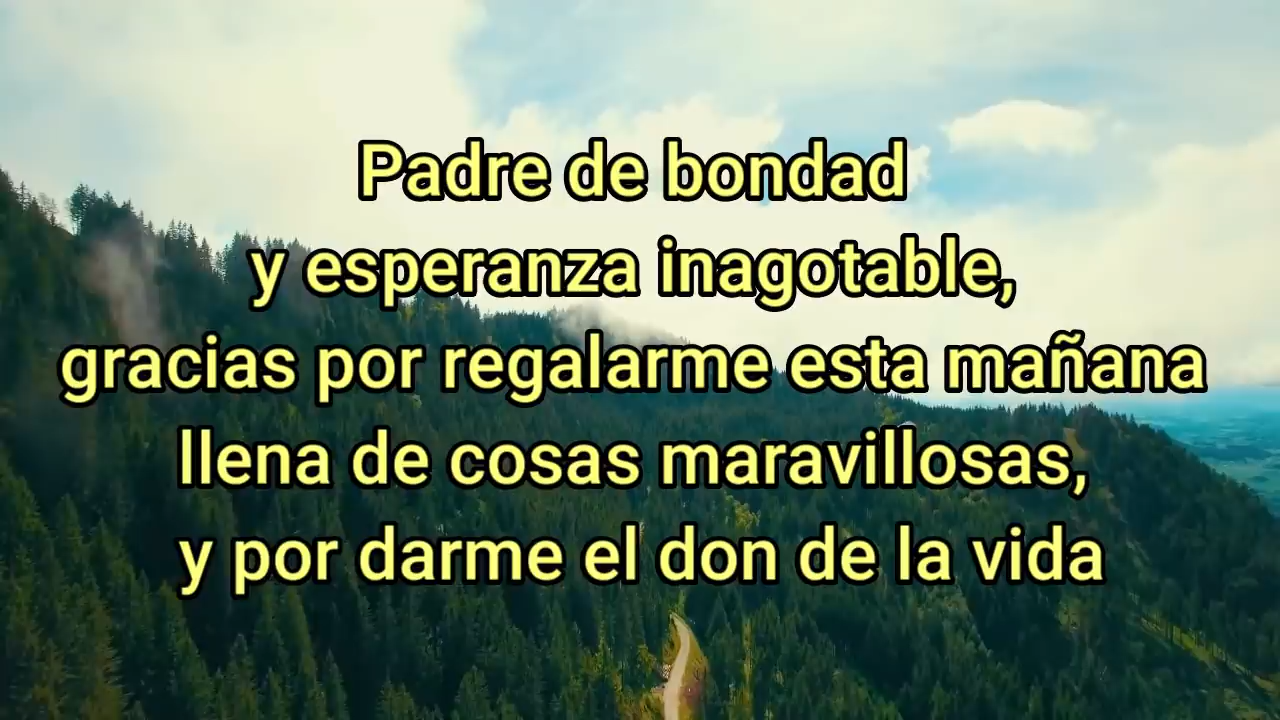 Padre de bondad
y esperanza inagotable,
gracias por regalarme esta mañana
llena de cosas maravillosas,
y por darme el don de la vida